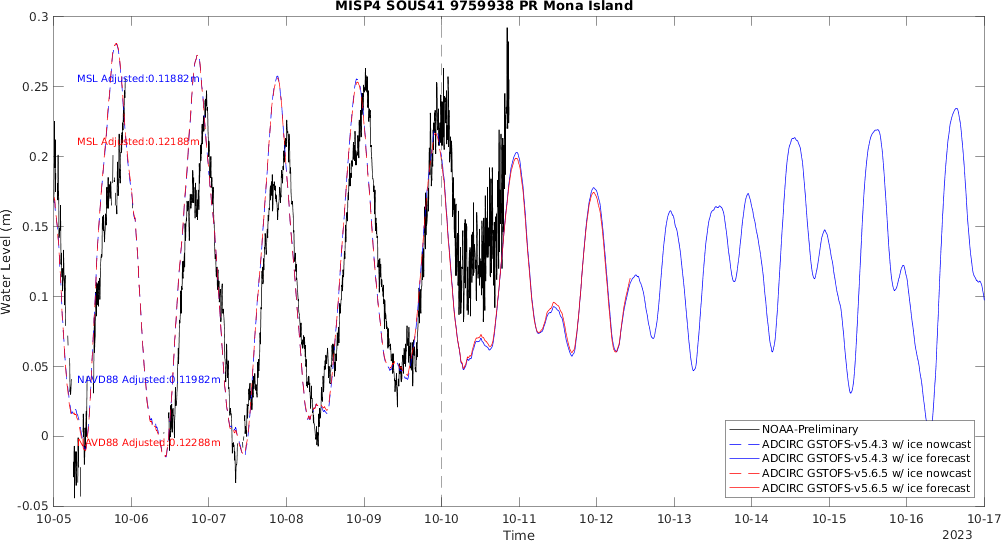 MISP4 SOUS41 9759938 PR Mona Island
0.3
0.25
0.2
0.15
0.1
0.05
0
-0.05
Water Level (m)
MSL Adjusted:0.11882m
MSL Adjusted:0.12188m
NAVD88 Adjusted:0.11982m
NAVD88 Adjusted:0.12288m
NOAA-Preliminary
ADCIRC GSTOFS-v5.4.3 w/ ice nowcast
ADCIRC GSTOFS-v5.4.3 w/ ice forecast
ADCIRC GSTOFS-v5.6.5 w/ ice nowcast
ADCIRC GSTOFS-v5.6.5 w/ ice forecast
10-05 10-06 10-07 10-08 10-09 10-10 10-11 10-12 10-13 10-14 10-15 10-16 10-17
Time
2023